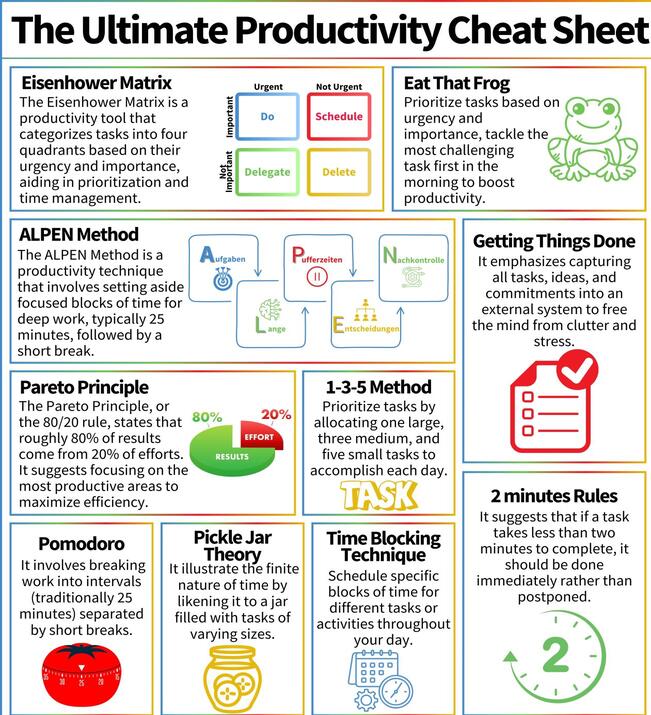 The Ultimate Productivity Cheat Sheet
Eisenhower Matrix
The Eisenhower Matrix is a
productivity tool that
categorizes tasks into four
quadrants based on their
urgency and importance,
aiding in prioritization and
time management.
Urgent
Not Urgent
Important
Do
Schedule
Not
Important
Delegate
Delete
Eat That Frog
Prioritize tasks based on
urgency and
importance, tackle the
most challenging
task first in the
morning to boost
productivity.
ALPEN Method
The ALPEN Method is a
productivity technique
that involves setting aside
focused blocks of time for
deep work, typically 25
minutes, followed by a
short break.
Aufgaben
Lange
Pufferzeiten
Entscheidungen
Nachkontrolle
Getting Things Done
It emphasizes capturing
all tasks, ideas, and
commitments into an
external system to free
the mind from clutter and
stress.
Pareto Principle
The Pareto Principle, or
the 80/20 rule, states that
roughly 80% of results
come from 20% of efforts.
It suggests focusing on the
most productive areas to
maximize efficiency.
80%
20%
EFFORT
RESULTS
1-3-5 Method
Prioritize tasks by
allocating one large,
three medium, and
five small tasks to
accomplish each day.
TASK
2 minutes Rules
It suggests that if a task
takes less than two
minutes to complete, it
should be done
immediately rather than
postponed.
2
Pomodoro
It involves breaking
work into intervals
(traditionally 25
minutes) separated
by short breaks.
Pickle Jar
Theory
It illustrate the finite
nature of time by
likening it to a jar
filled with tasks of
varying sizes.
Time Blocking
Technique
Schedule specific
blocks of time for
different tasks or
activities throughout
your day.